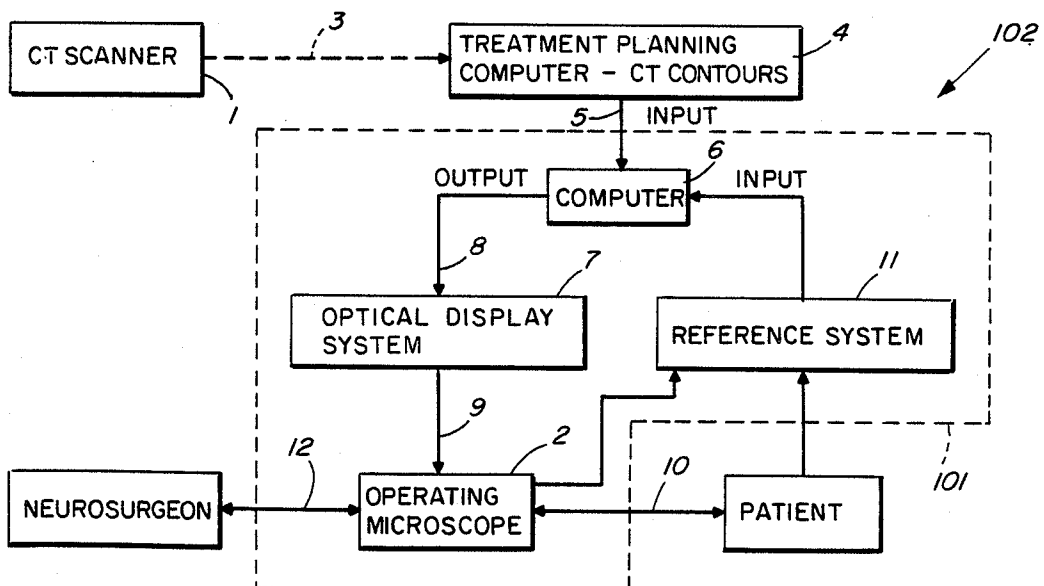 3
4
102
CT SCANNER
TREATMENT PLANNING
COMPUTER – CT CONTOURS
1
5
INPUT
6
OUTPUT
COMPUTER
INPUT
8
7
11
OPTICAL DISPLAY
SYSTEM
REFERENCE SYSTEM
9
2
12
10
101
NEUROSURGEON
OPERATING
MICROSCOPE
PATIENT